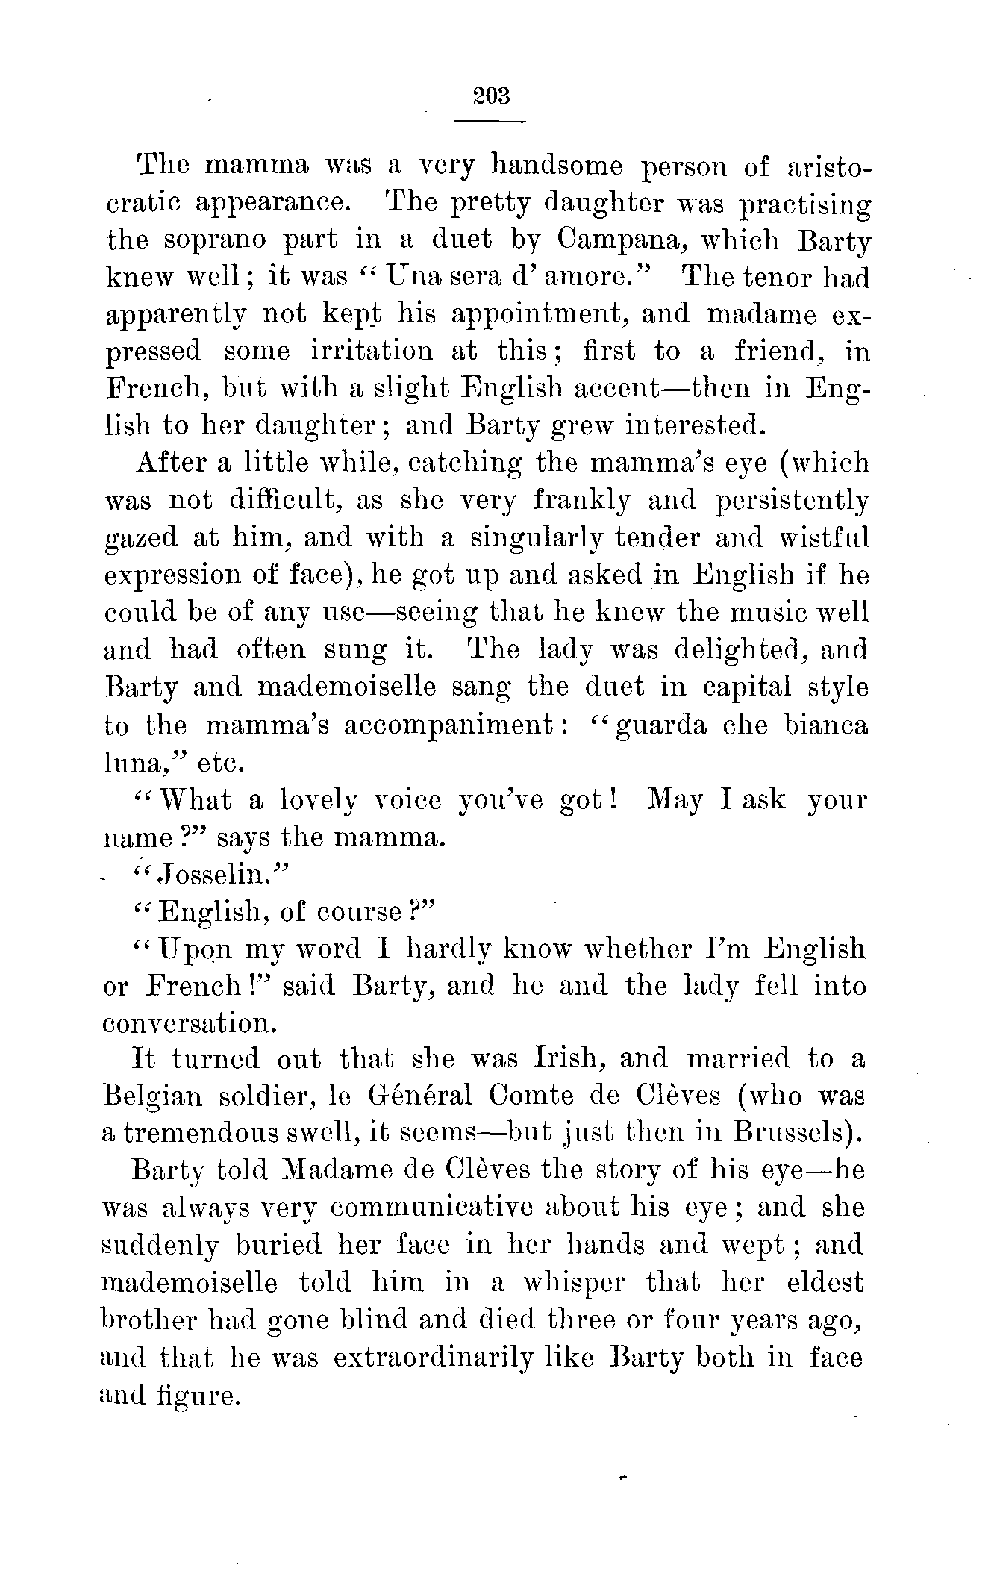 203
The mamma was a very handsome person of aristo-
cratic appearance. The pretty daughter was practising
the soprano part in a duet by Campana, which Barty
knew well; it was “Una sera d’ amore.” The tenor had
apparently not kept his appointment, and madame ex-
pressed some irritation at this; first to a friend, in
French, but with a slight English accent—then in Eng-
lish to her daughter; and Barty grew interested.
After a little while, catching the mamma’s eye (which
was not difficult, as she very frankly and persistently
gazed at him, and with a singularly tender and wistful
expression of face), he got up and asked in English if he
could be of any use—seeing that he knew the music well
and had often sung it. The lady was delighted, and
Barty and mademoiselle sang the duet in capital style
to the mamma’s accompaniment: “guarda che bianca
luna,” etc.
“What a lovely voice you’ve got! May I ask your
name?” says the mamma.
“Josselin.”
“English, of course?”
“Upon my word I hardly know whether I’m English
or French!” said Barty, and he and the lady fell into
conversation.
It turned out that she was Irish, and married to a
Belgian soldier, le Général Comte de Clèves (who was
a tremendous swell, it seems—but just then in Brussels).
Barty told Madame de Clèves the story of his eye—he
was always very communicative about his eye; and she
suddenly buried her face in her hands and wept; and
mademoiselle told him in a whisper that her eldest
brother had gone blind and died three or four years ago,
and that he was extraordinarily like Barty both in face
and figure.